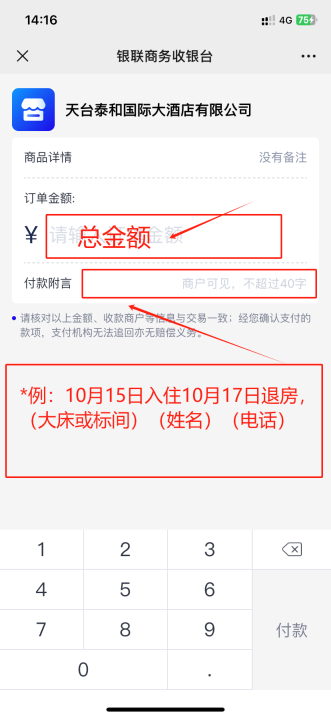 14:16
4G 75
银联商务收银台
天台泰和国际大酒店有限公司
商品详情 没有备注
订单金额:
¥ 请输 总金额 金额
付款附言 商户可见，不超过40字
请核对以上金额、收款商户等信息与交易一致；经您确认支付的
款项，支付机构无法追回亦无赔偿义务。
*例：10月15日入住10月17日退房，
（大床或标间）（姓名）（电话）
1 2 3
4 5 6
7 8 9
付款
0 .